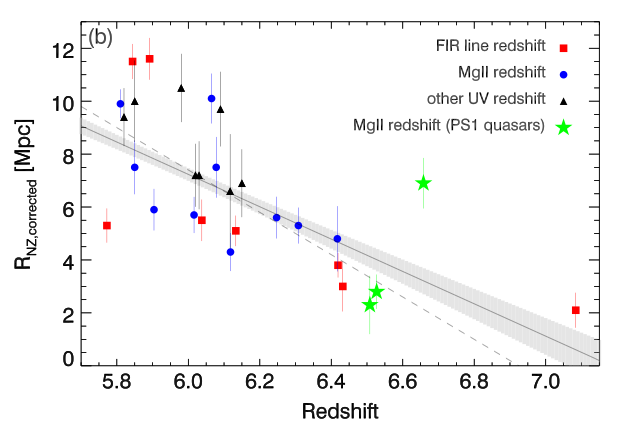 (b)
FIR line redshift
MgII redshift
other UV redshift
MgII redshift (PS1 quasars)
12
10
8
6
4
2
0
R_NZ,corrected [Mpc]
5.8 6.0 6.2 6.4 6.6 6.8 7.0
Redshift